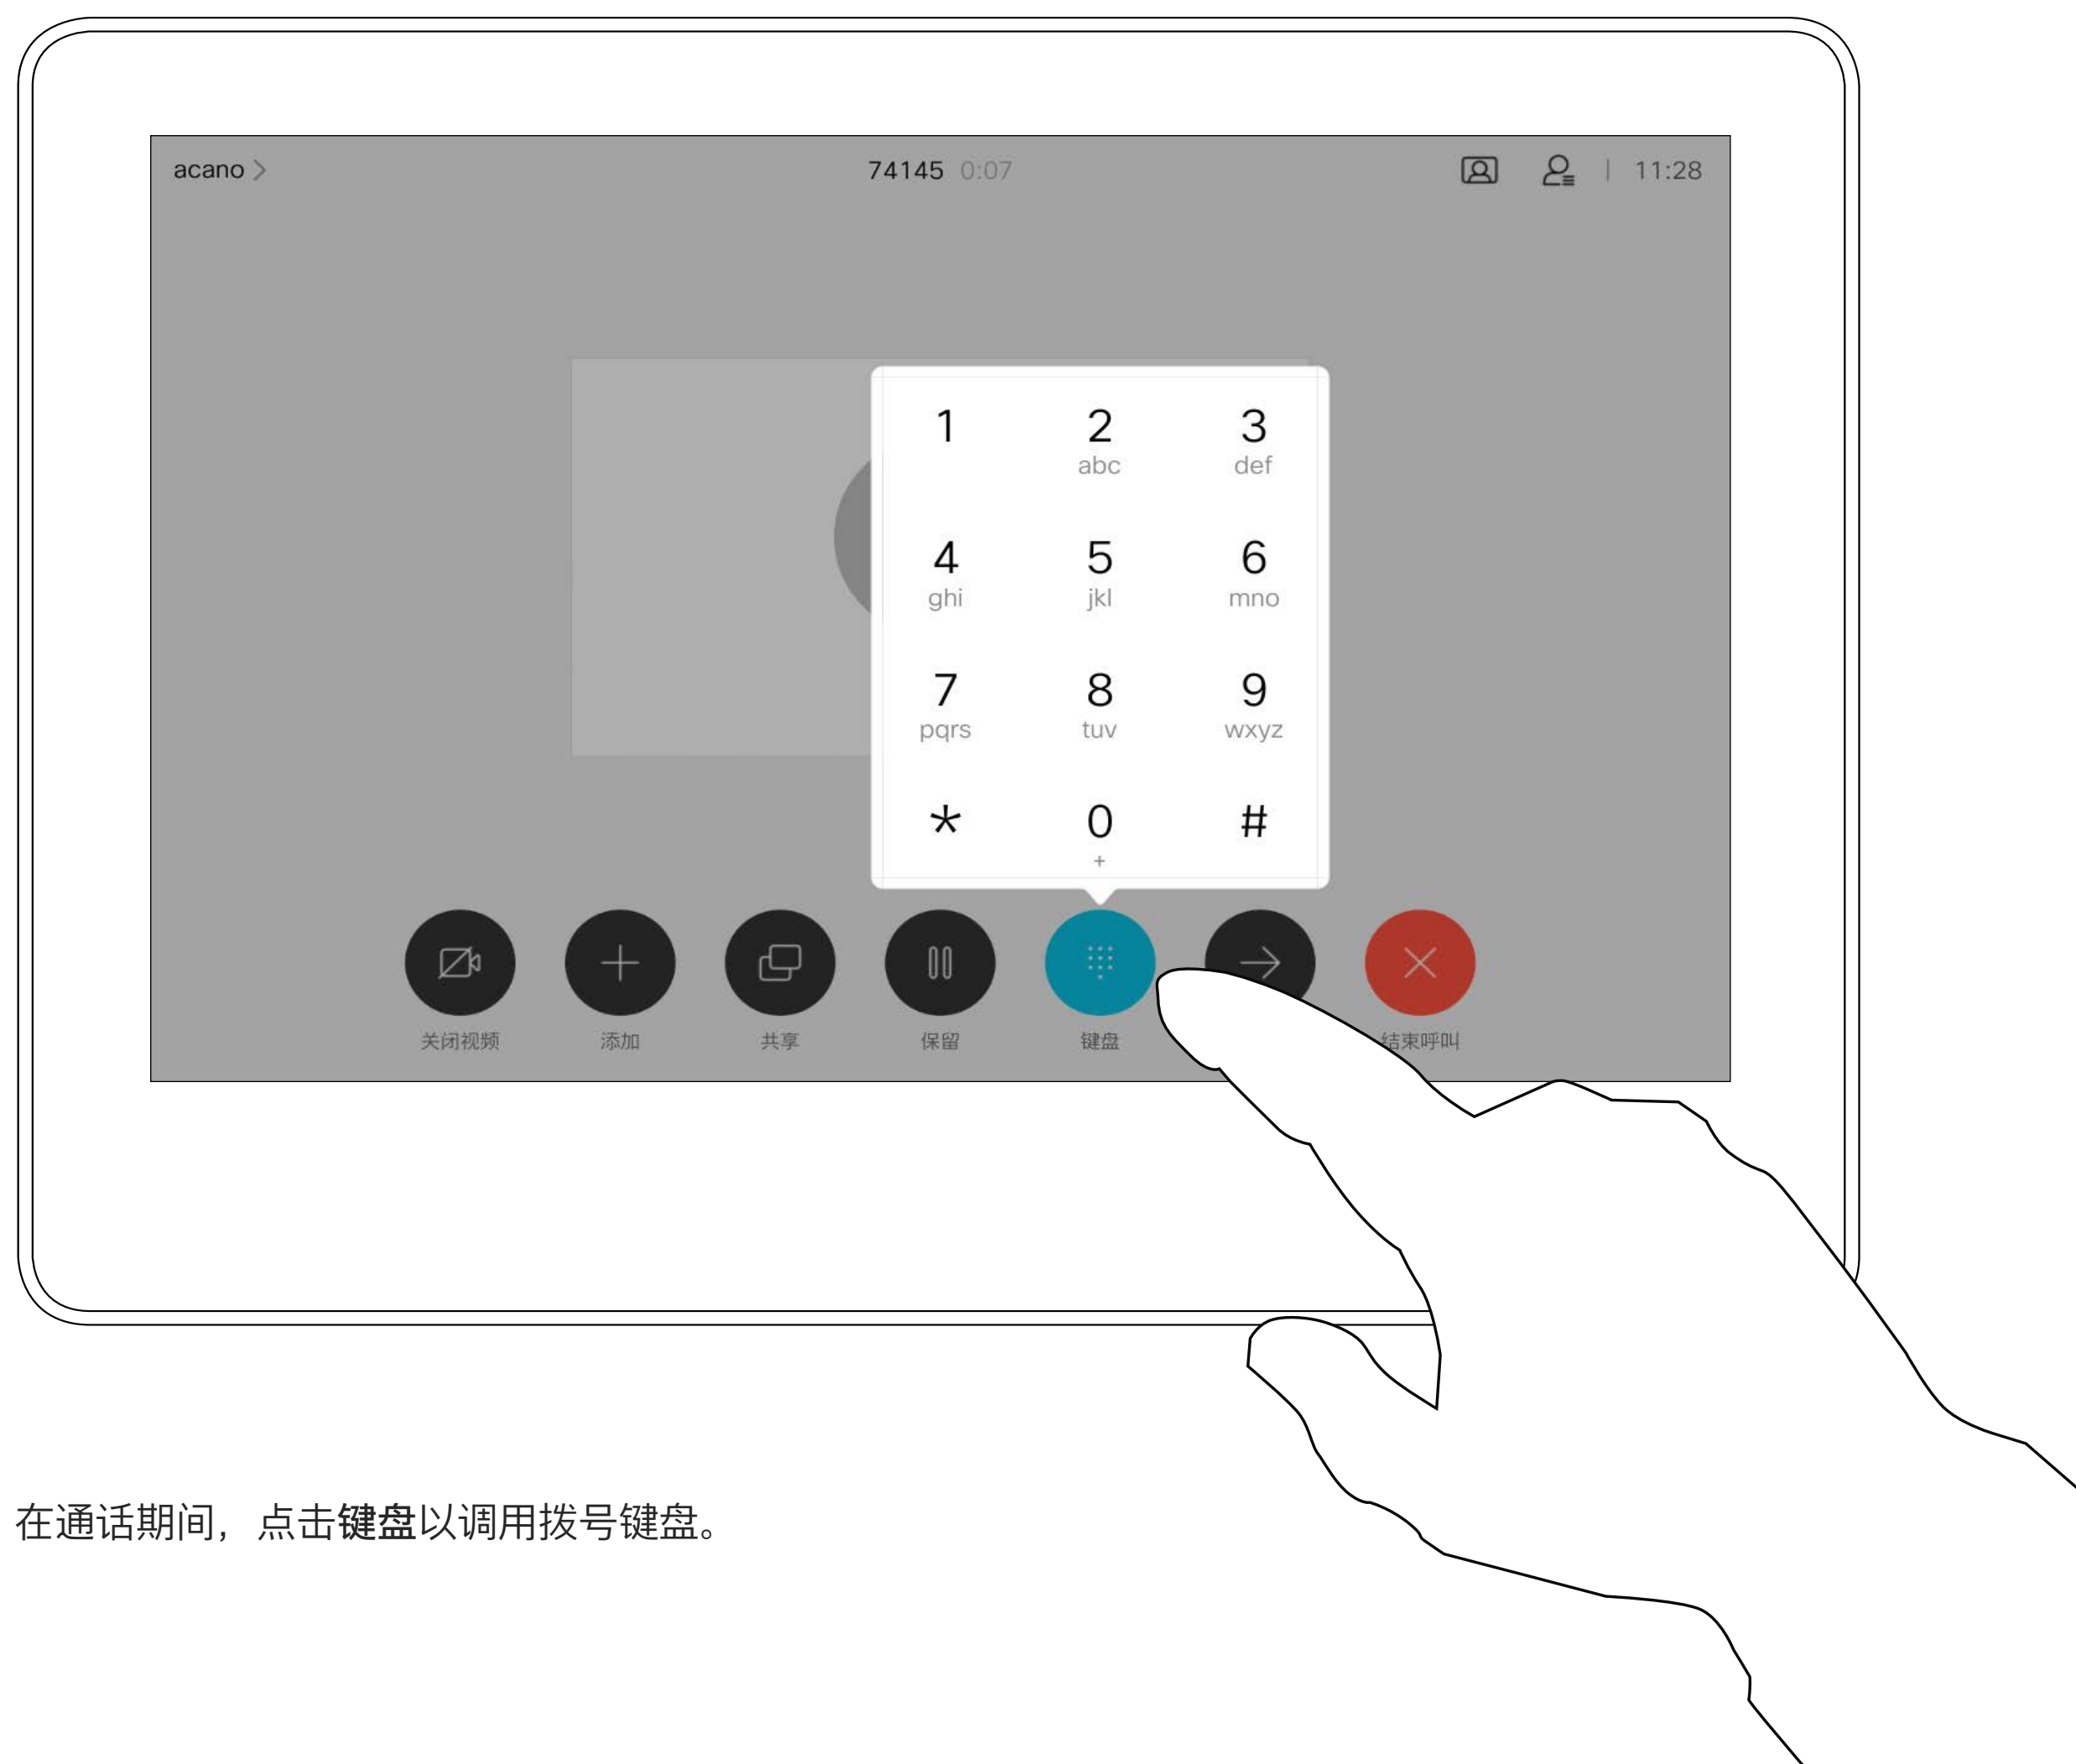 acano
74145 0:07
11:28
1 2 3
abc def
4 5 6
ghi jkl mno
7 8 9
pqrs tuv wxyz
* 0 #
+
关闭视频 添加 共享 保留 键盘 结束呼叫
在通话期间，点击键盘以调用拨号键盘。